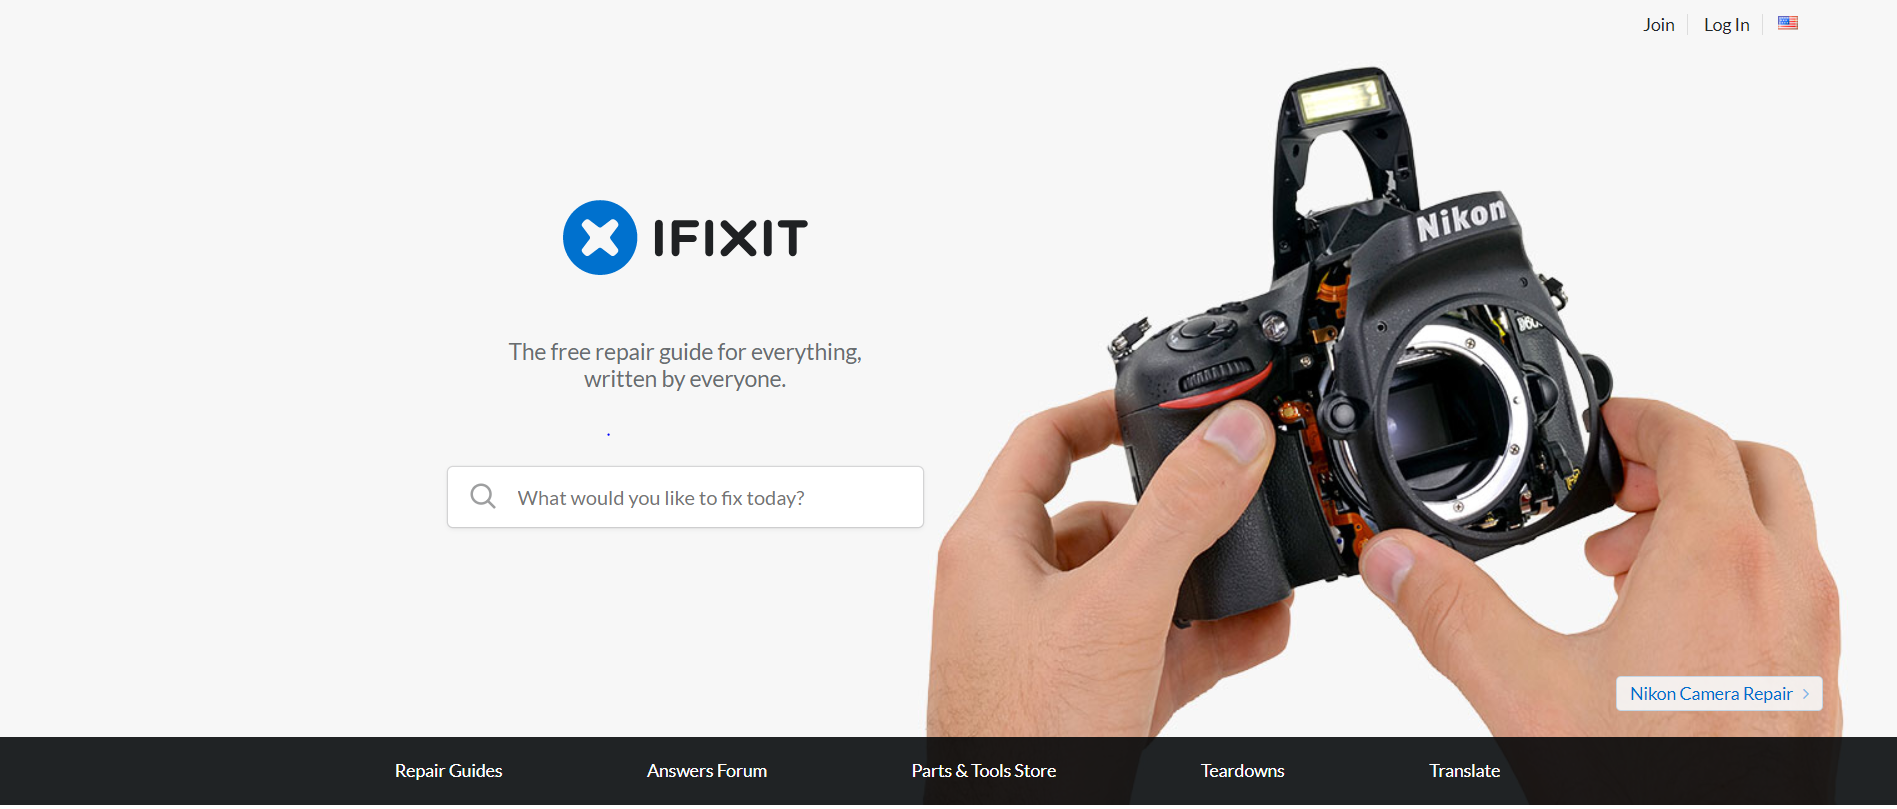 Join
Log In
IFIXIT
Nikon
The free repair guide for everything,
written by everyone.
What would you like to fix today?
Nikon Camera Repair
Repair Guides
Answers Forum
Parts & Tools Store
Teardowns
Translate